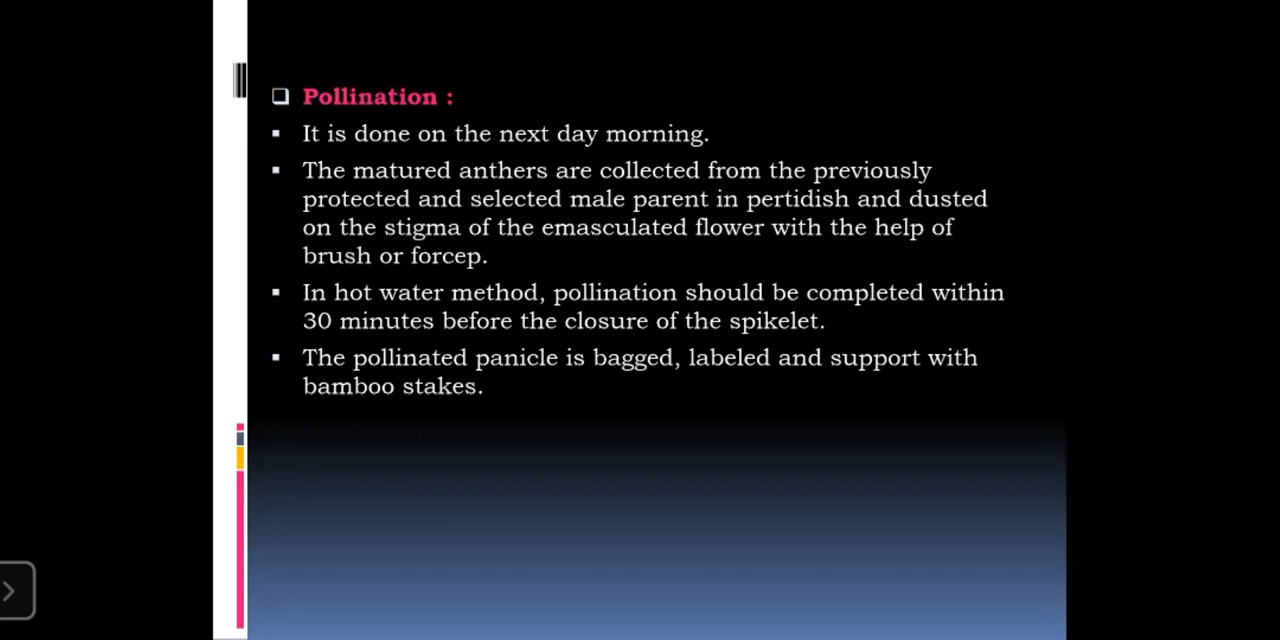 Pollination :
It is done on the next day morning.
The matured anthers are collected from the previously
protected and selected male parent in pertidish and dusted
on the stigma of the emasculated flower with the help of
brush or forcep.
In hot water method, pollination should be completed within
30 minutes before the closure of the spikelet.
The pollinated panicle is bagged, labeled and support with
bamboo stakes.